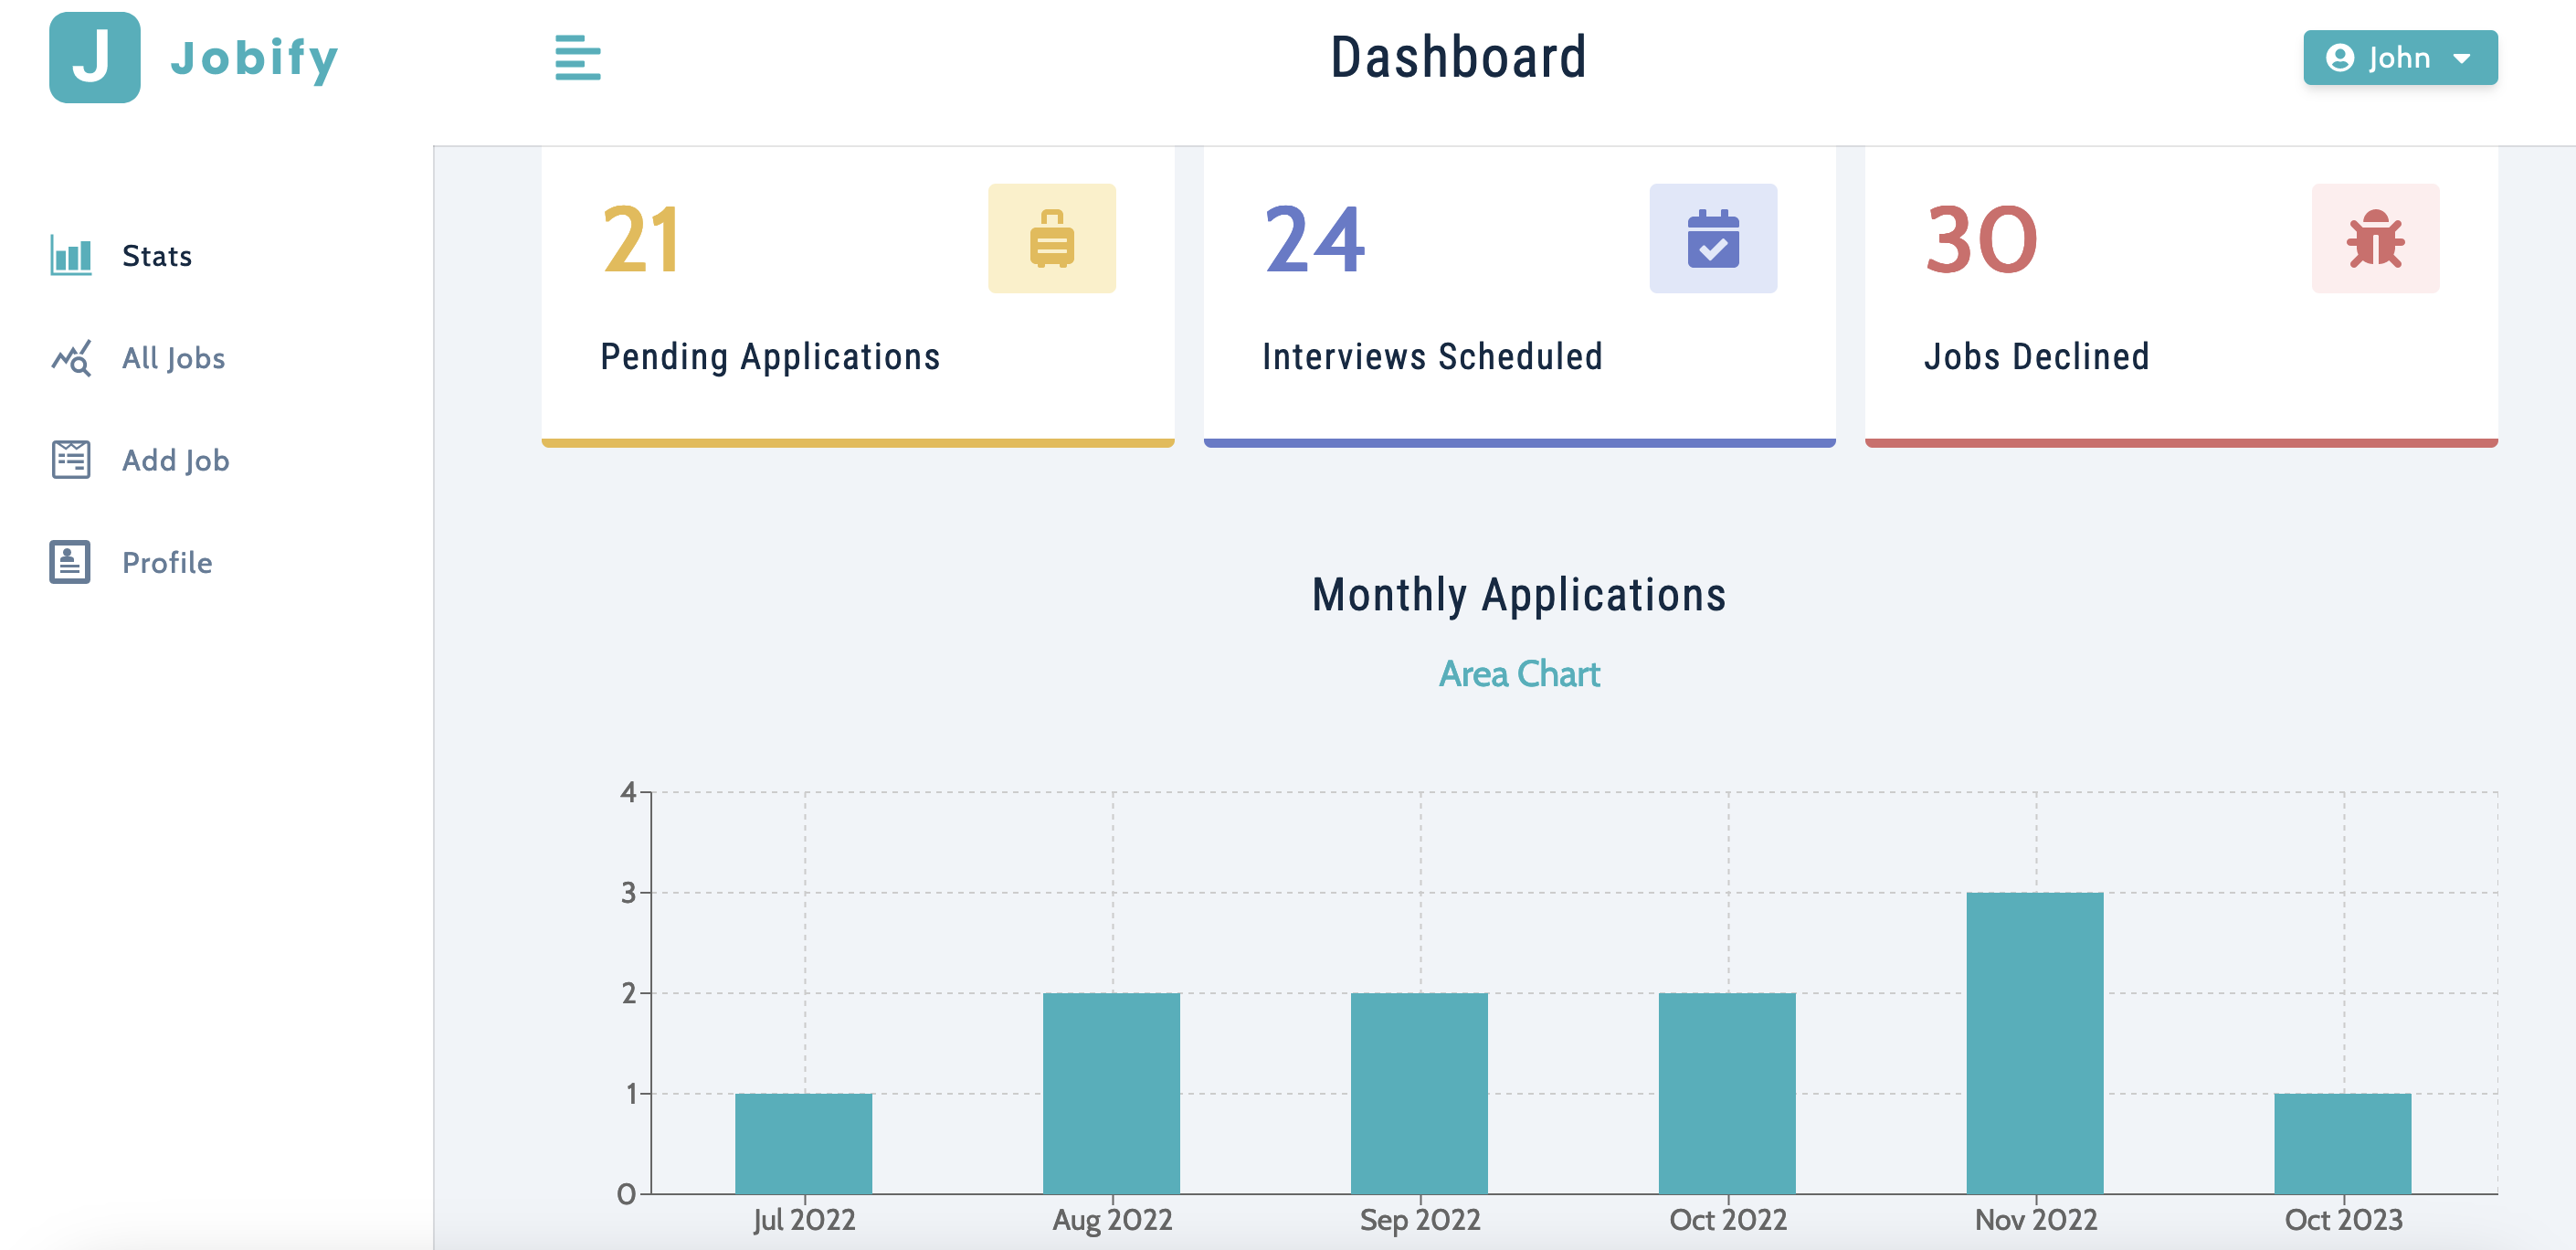 J Jobify
Dashboard
John
Stats
All Jobs
Add Job
Profile
21
Pending Applications
24
Interviews Scheduled
30
Jobs Declined
Monthly Applications
Area Chart
4
3
2
1
0
Jul 2022 Aug 2022 Sep 2022 Oct 2022 Nov 2022 Oct 2023